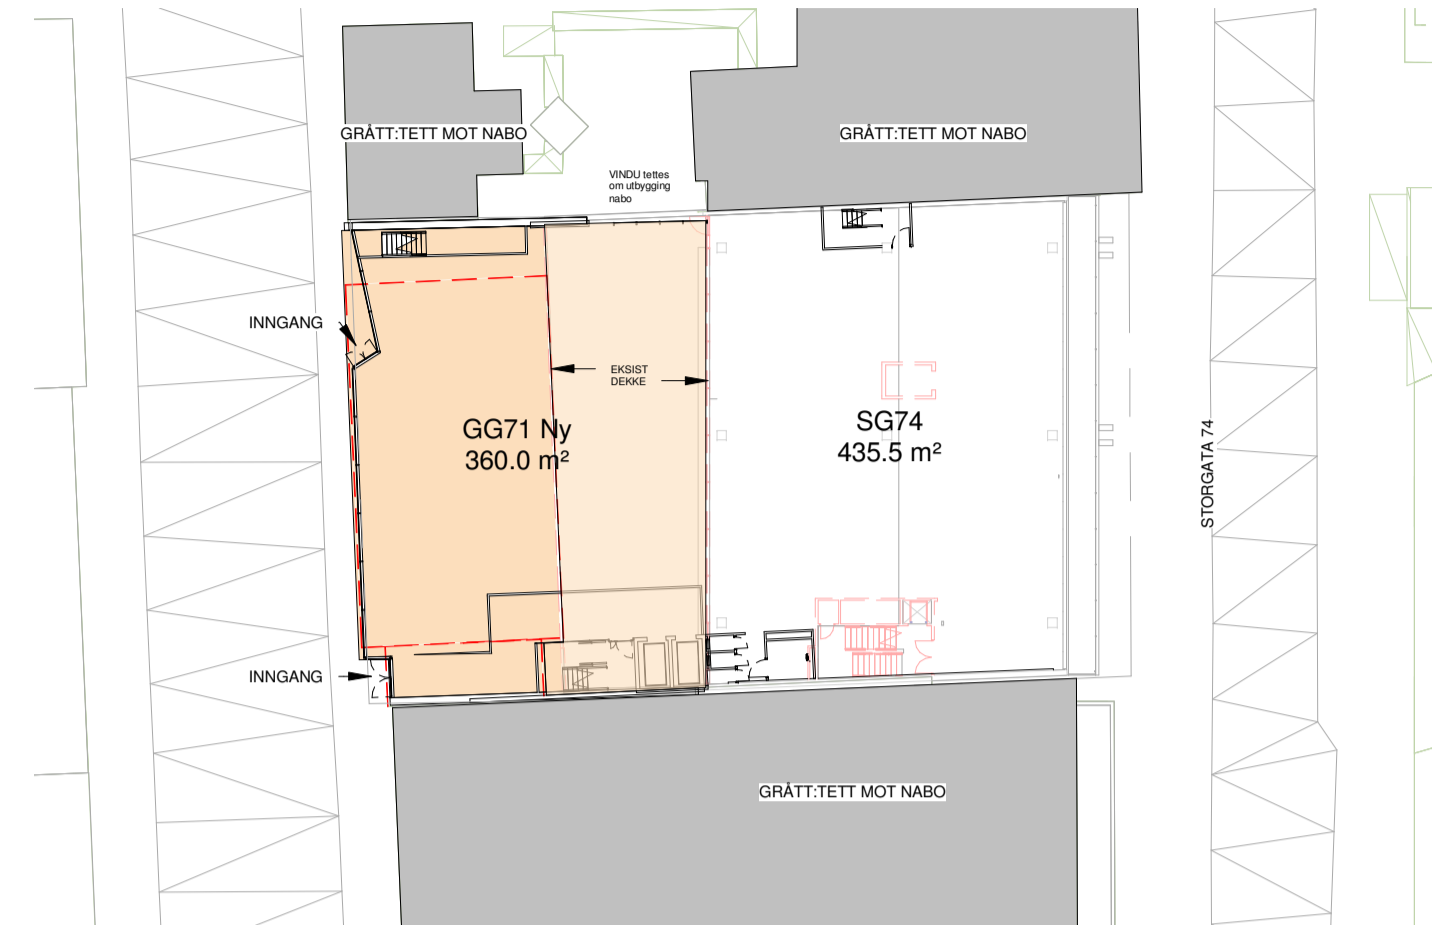 GRÅTT:TETT MOT NABO
GRÅTT:TETT MOT NABO
VINDU tettes
om utbygging
nabo
INNGANG
EKSIST
DEKKE
GG71 Ny
360.0 m²
SG74
435.5 m²
STORGATA 74
INNGANG
GRÅTT:TETT MOT NABO